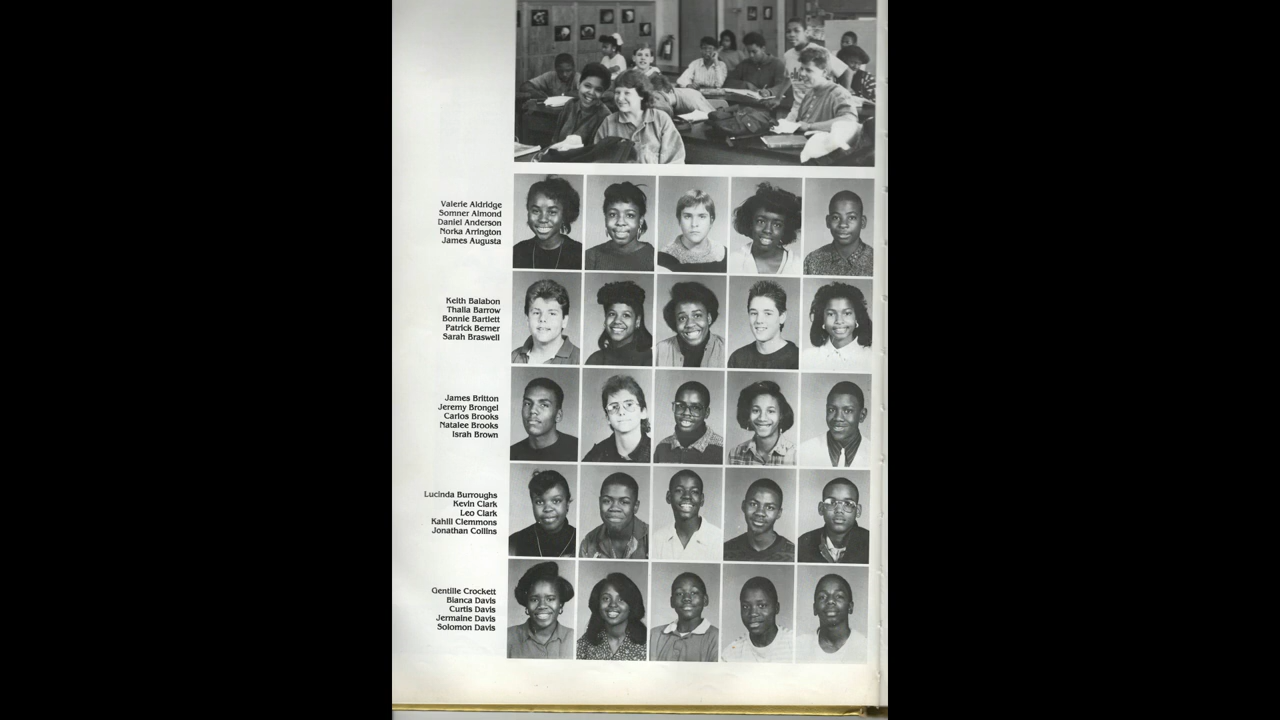 Valerie Aldridge
Somner Almond
Daniel Anderson
Norka Arrington
James Augusta
Keith Balabon
Thalia Barrow
Bonnie Bartlett
Patrick Berner
Sarah Braswell
James Britton
Jeremy Brongel
Carlos Brooks
Natalee Brooks
Israh Brown
Lucinda Burroughs
Kevin Clark
Leo Clark
Kahlil Clemmons
Jonathan Collins
Gentille Crockett
Bianca Davis
Curtis Davis
Jermaine Davis
Solomon Davis